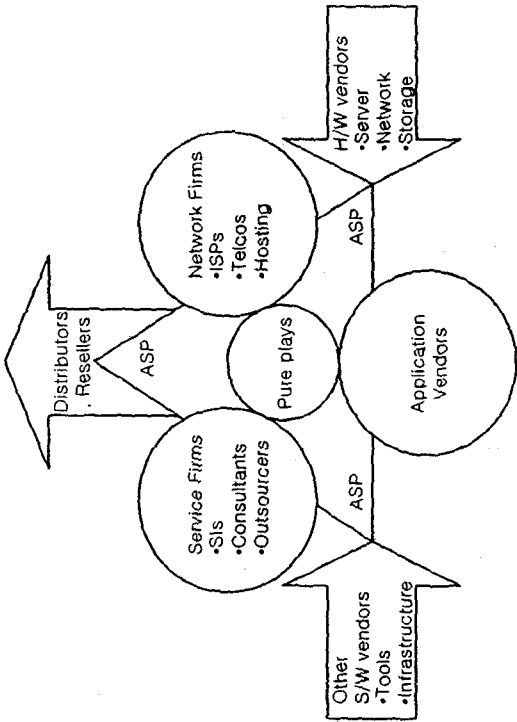 Distributors
. Resellers
ASP
Service Firms
•SIs
•Consultants
•Outsourcers
Network Firms
•ISPs
•Telcos
•Hosting
Pure plays
ASP
ASP
Application
Vendors
Other
S/W vendors
•Tools
•Infrastructure
H/W vendors
•Server
•Network
•Storage